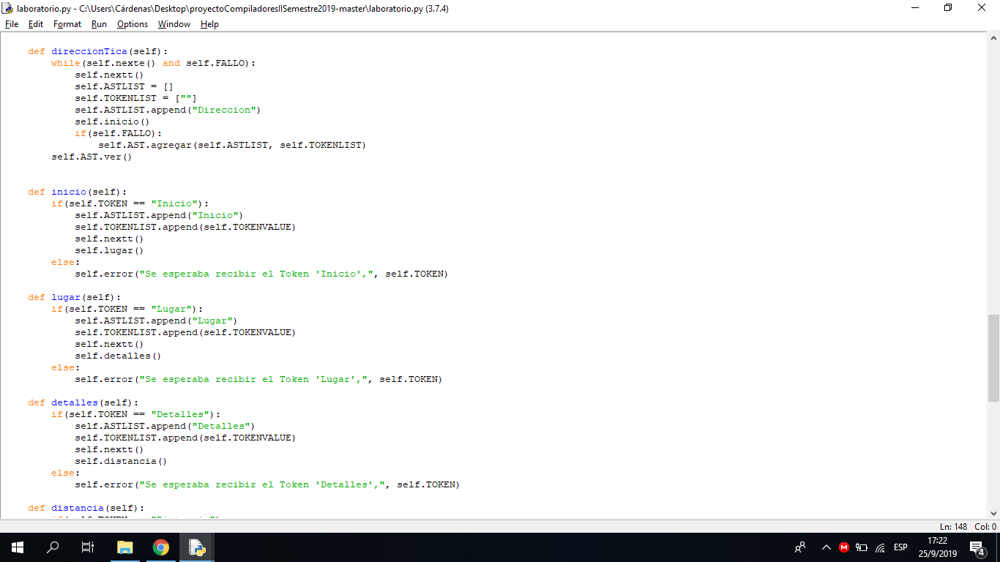 laboratorio.py - C:\Users\Cárdenas\Desktop\proyectoCompiladoresIISemestre2019-master\laboratorio.py (3.7.4)
File Edit Format Run Options Window Help
    def direccionTica(self):
        while(self.nexte() and self.FALLO):
            self.nextt()
            self.ASTLIST = []
            self.TOKENLIST = [""]
            self.ASTLIST.append("Direccion")
            self.inicio()
            if(self.FALLO):
                self.AST.agregar(self.ASTLIST, self.TOKENLIST)
        self.AST.ver()
    def inicio(self):
        if(self.TOKEN == "Inicio"):
            self.ASTLIST.append("Inicio")
            self.TOKENLIST.append(self.TOKENVALUE)
            self.nextt()
            self.lugar()
        else:
            self.error("Se esperaba recibir el Token 'Inicio',", self.TOKEN)
    def lugar(self):
        if(self.TOKEN == "Lugar"):
            self.ASTLIST.append("Lugar")
            self.TOKENLIST.append(self.TOKENVALUE)
            self.nextt()
            self.detalles()
        else:
            self.error("Se esperaba recibir el Token 'Lugar',", self.TOKEN)
    def detalles(self):
        if(self.TOKEN == "Detalles"):
            self.ASTLIST.append("Detalles")
            self.TOKENLIST.append(self.TOKENVALUE)
            self.nextt()
            self.distancia()
        else:
            self.error("Se esperaba recibir el Token 'Detalles',", self.TOKEN)
    def distancia(self):
Ln: 148 Col: 0
ESP
17:22
25/9/2019
4